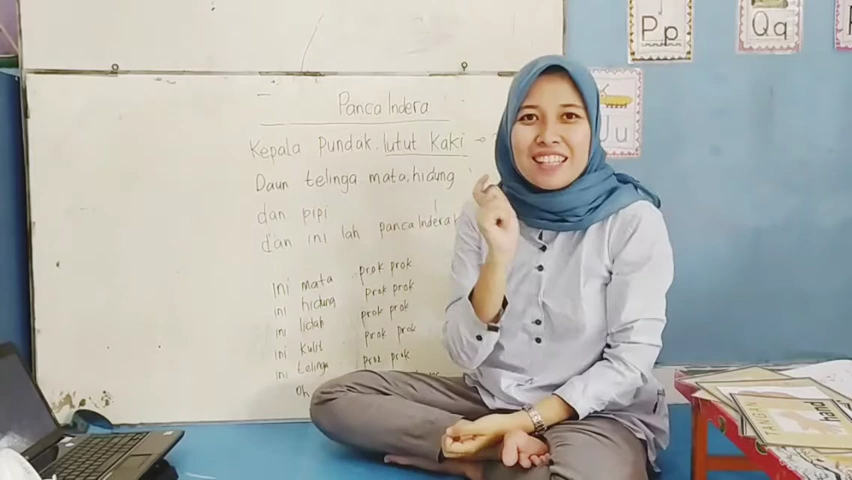 Panca Indera
Kepala pundak lutut kaki
Daun telinga mata, hidung
dan pipi
dan ini lah panca Indera
Ini mata prok prok
ini hidung prok prok
ini lidah prok prok
ini kulit prok prok
ini telinga prok prok
Oh
Pp
Qq
Uu